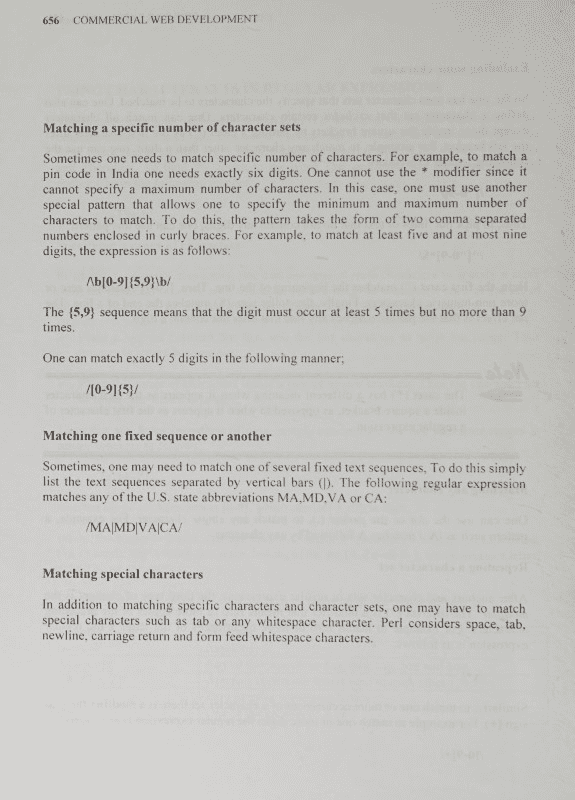 656 COMMERCIAL WEB DEVELOPMENT
Matching a specific number of character sets
Sometimes one needs to match specific number of characters. For example, to match a
pin code in India one needs exactly six digits. One cannot use the * modifier since it
cannot specify a maximum number of characters. In this case, one must use another
special pattern that allows one to specify the minimum and maximum number of
characters to match. To do this, the pattern takes the form of two comma separated
numbers enclosed in curly braces. For example, to match at least five and at most nine
digits, the expression is as follows:
/\b[0-9]{5,9}\b/
The {5,9} sequence means that the digit must occur at least 5 times but no more than 9
times.
One can match exactly 5 digits in the following manner;
/[0-9]{5}/
Matching one fixed sequence or another
Sometimes, one may need to match one of several fixed text sequences, To do this simply
list the text sequences separated by vertical bars (|). The following regular expression
matches any of the U.S. state abbreviations MA,MD,VA or CA:
/MA|MD|VA|CA/
Matching special characters
In addition to matching specific characters and character sets, one may have to match
special characters such as tab or any whitespace character. Perl considers space, tab,
newline, carriage return and form feed whitespace characters.